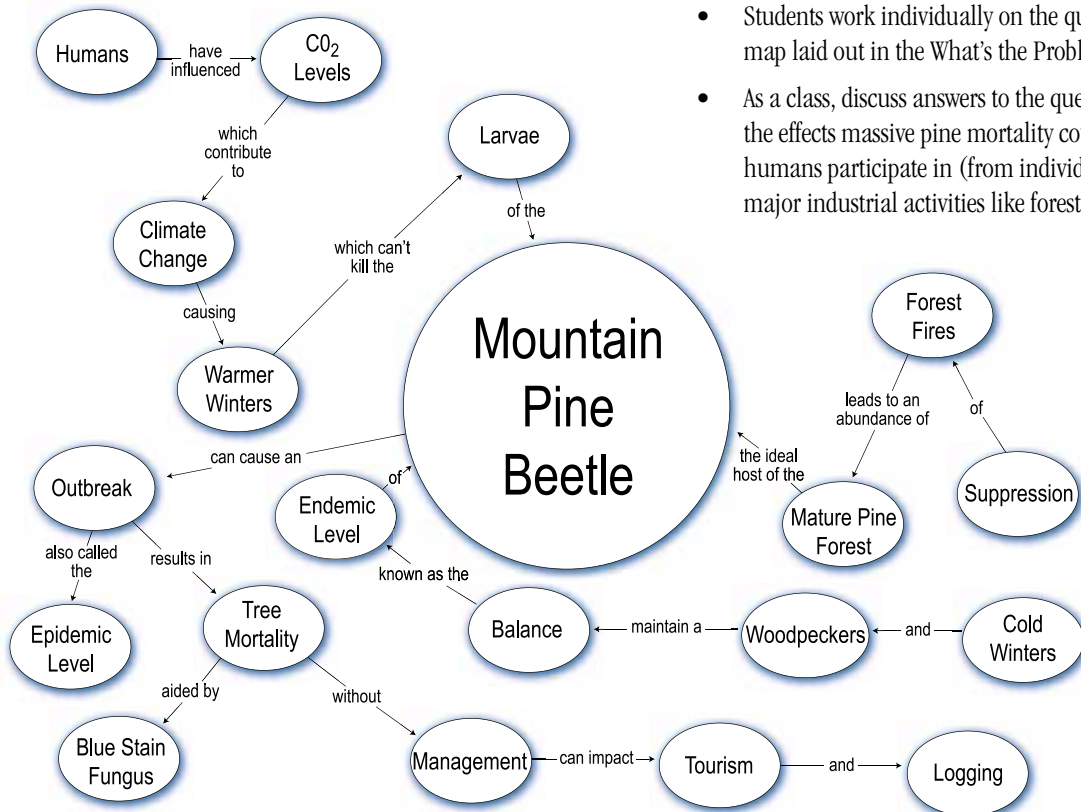 • Students work individually on the qu
map laid out in the What's the Probl
• As a class, discuss answers to the que
the effects massive pine mortality co
humans participate in (from individ
major industrial activities like forest
Humans
have
influenced
C0₂
Levels
which
contribute
to
Climate
Change
causing
Warmer
Winters
which can't
kill the
Larvae
of the
Mountain
Pine
Beetle
Forest
Fires
leads to an
abundance of
of
Suppression
Mature Pine
Forest
the ideal
host of the
can cause an
Outbreak
also called
the
Epidemic
Level
results in
Tree
Mortality
aided by
Blue Stain
Fungus
without
Management
can impact
Tourism
and
Logging
Endemic
Level
of
known as the
Balance
maintain a
Woodpeckers
and
Cold
Winters